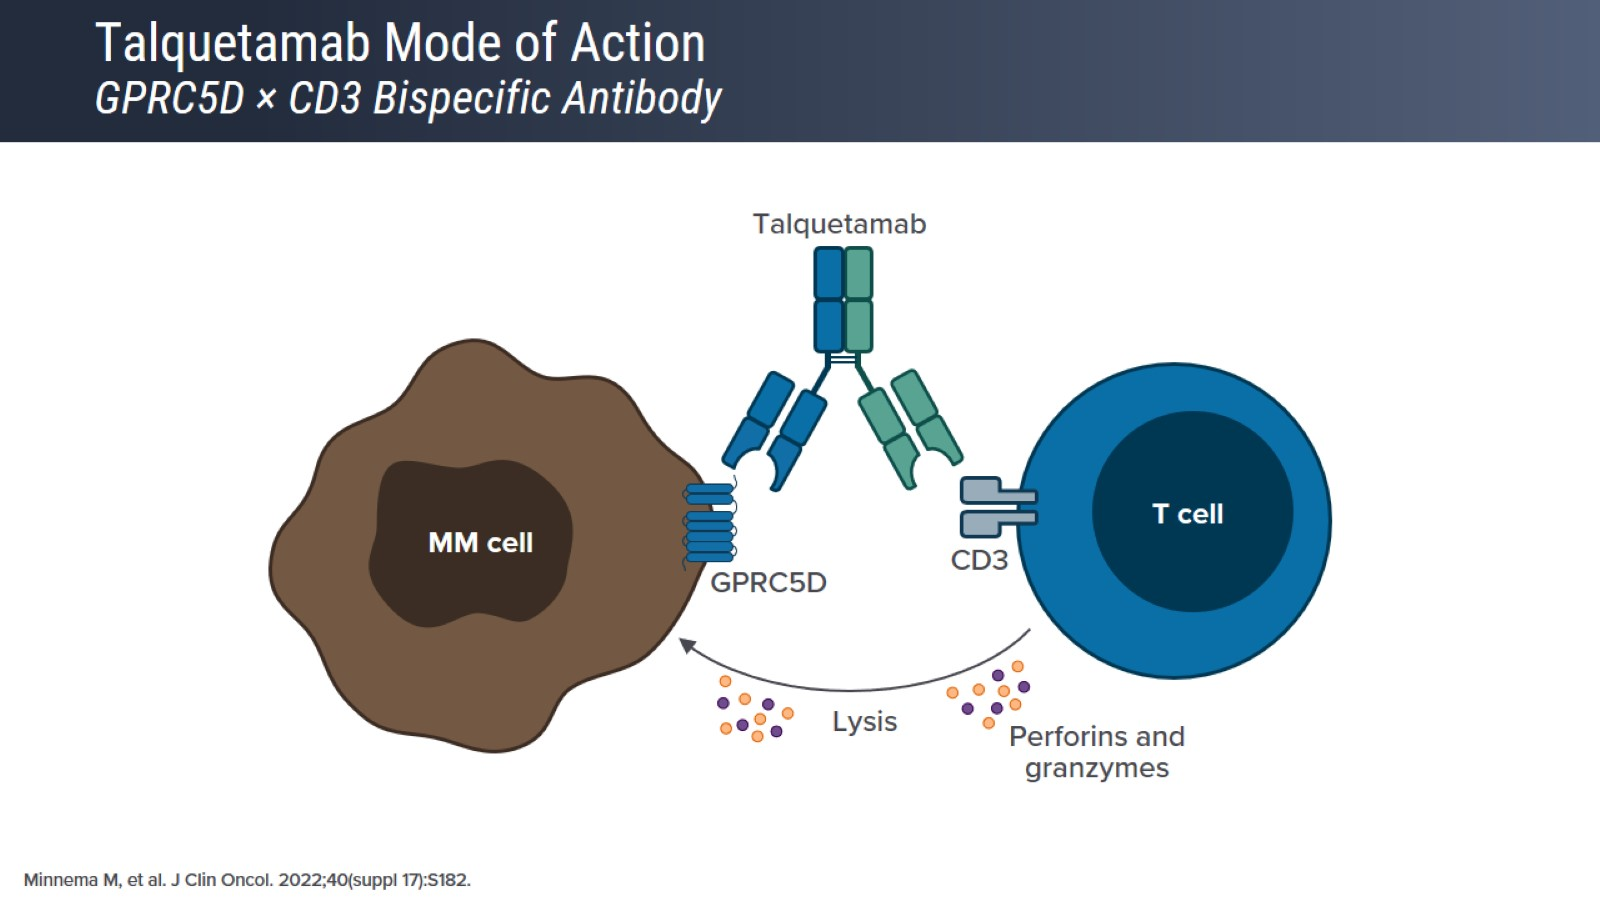 Talquetamab Mode of Action
GPRC5D × CD3 Bispecific Antibody
Talquetamab
MM cell
T cell
GPRC5D
CD3
Lysis
Perforins and
granzymes
Minnema M, et al. J Clin Oncol. 2022;40(suppl 17):S182.